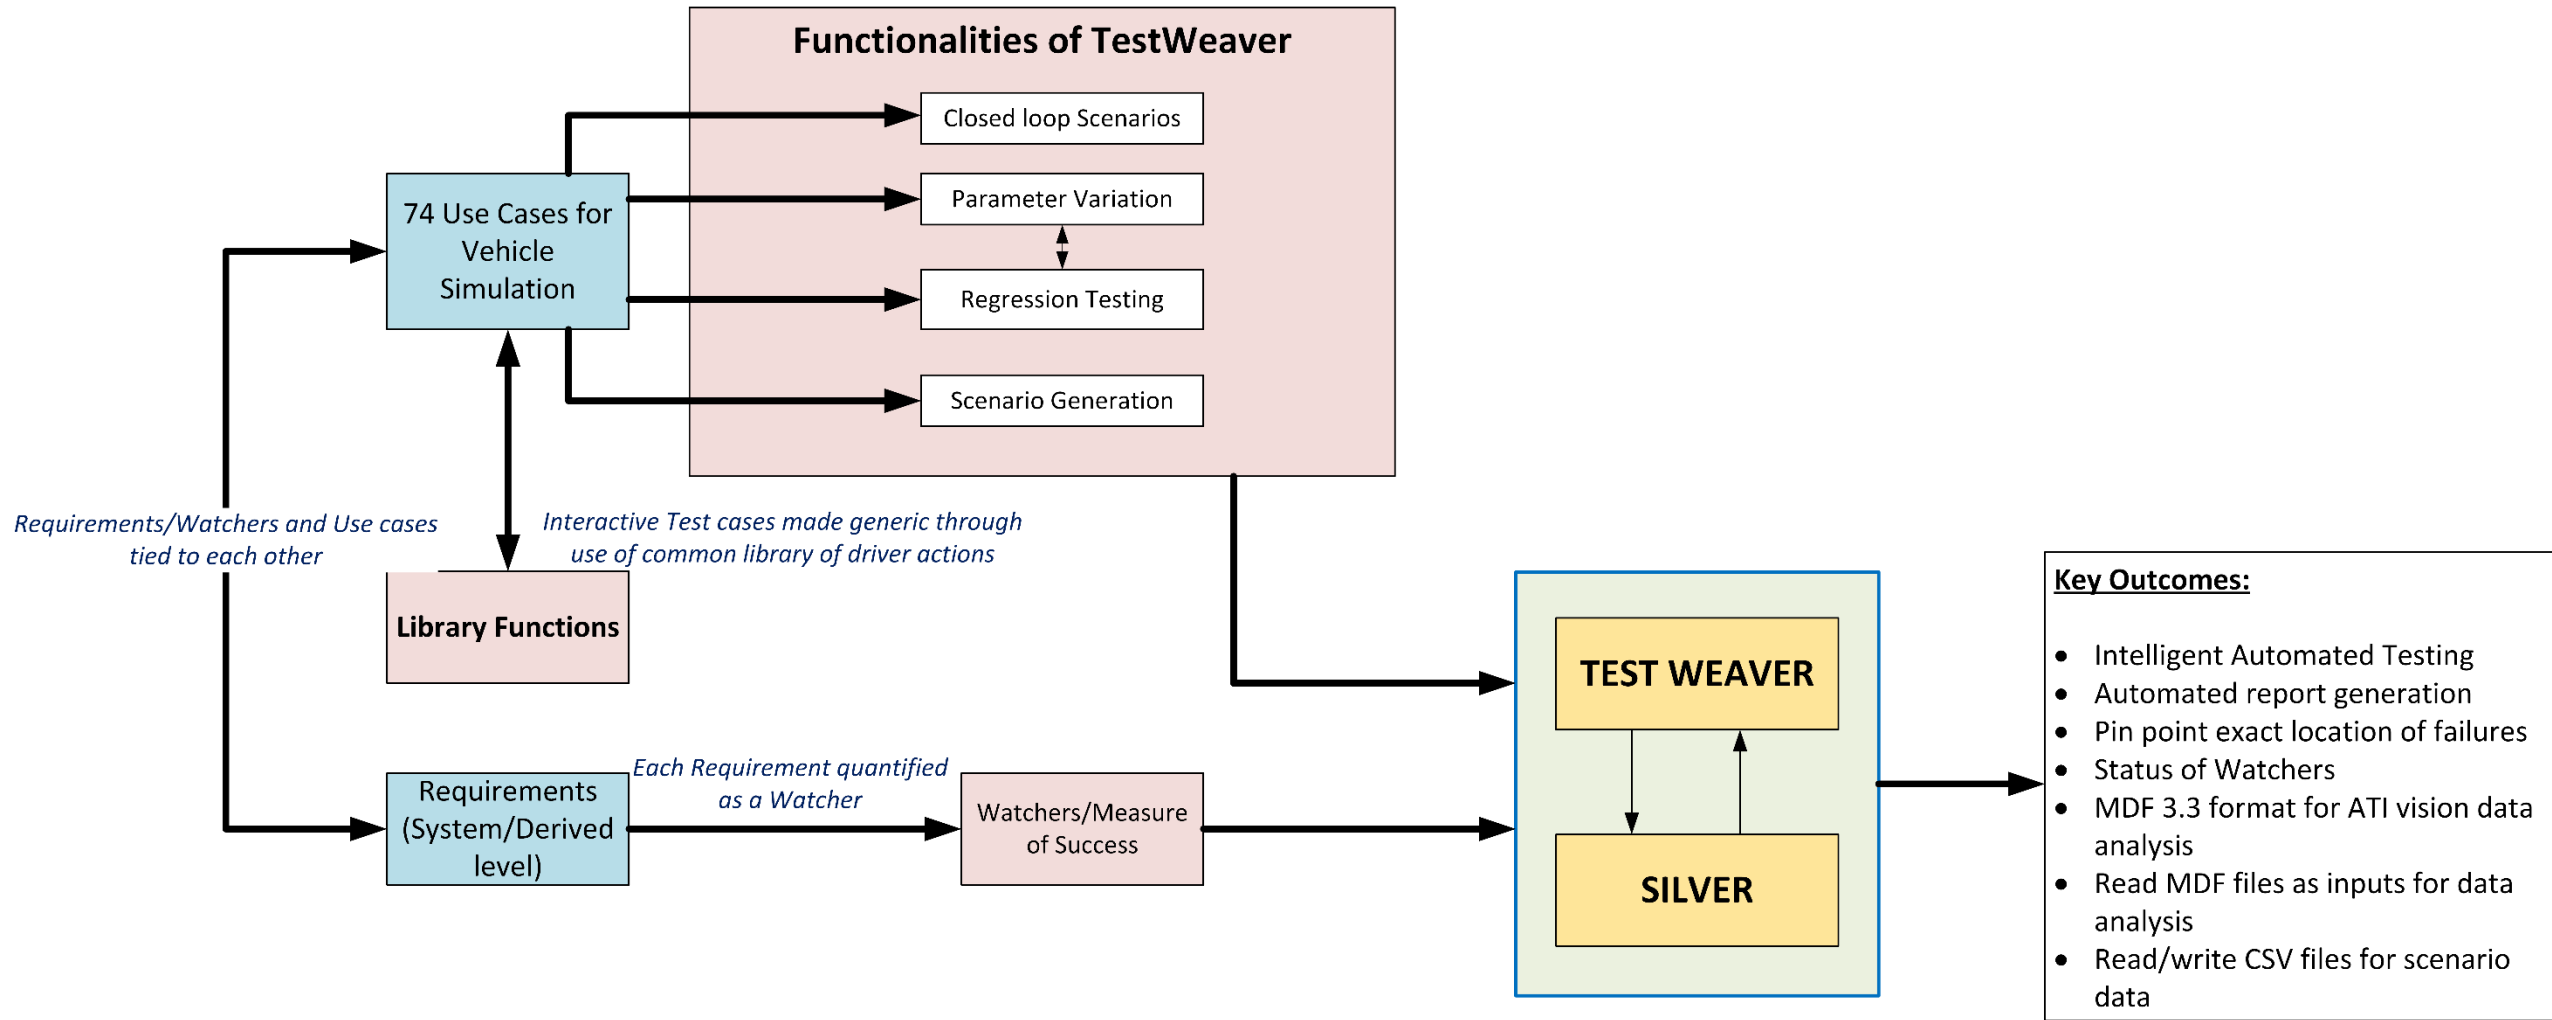 Functionalities of TestWeaver
Closed loop Scenarios
Parameter Variation
Regression Testing
Scenario Generation
74 Use Cases for
Vehicle
Simulation
Requirements/Watchers and Use cases
tied to each other
Interactive Test cases made generic through
use of common library of driver actions
Library Functions
Requirements
(System/Derived
level)
Each Requirement quantified
as a Watcher
Watchers/Measure
of Success
TEST WEAVER
SILVER
Key Outcomes:
• Intelligent Automated Testing
• Automated report generation
• Pin point exact location of failures
• Status of Watchers
• MDF 3.3 format for ATI vision data
analysis
• Read MDF files as inputs for data
analysis
• Read/write CSV files for scenario
data